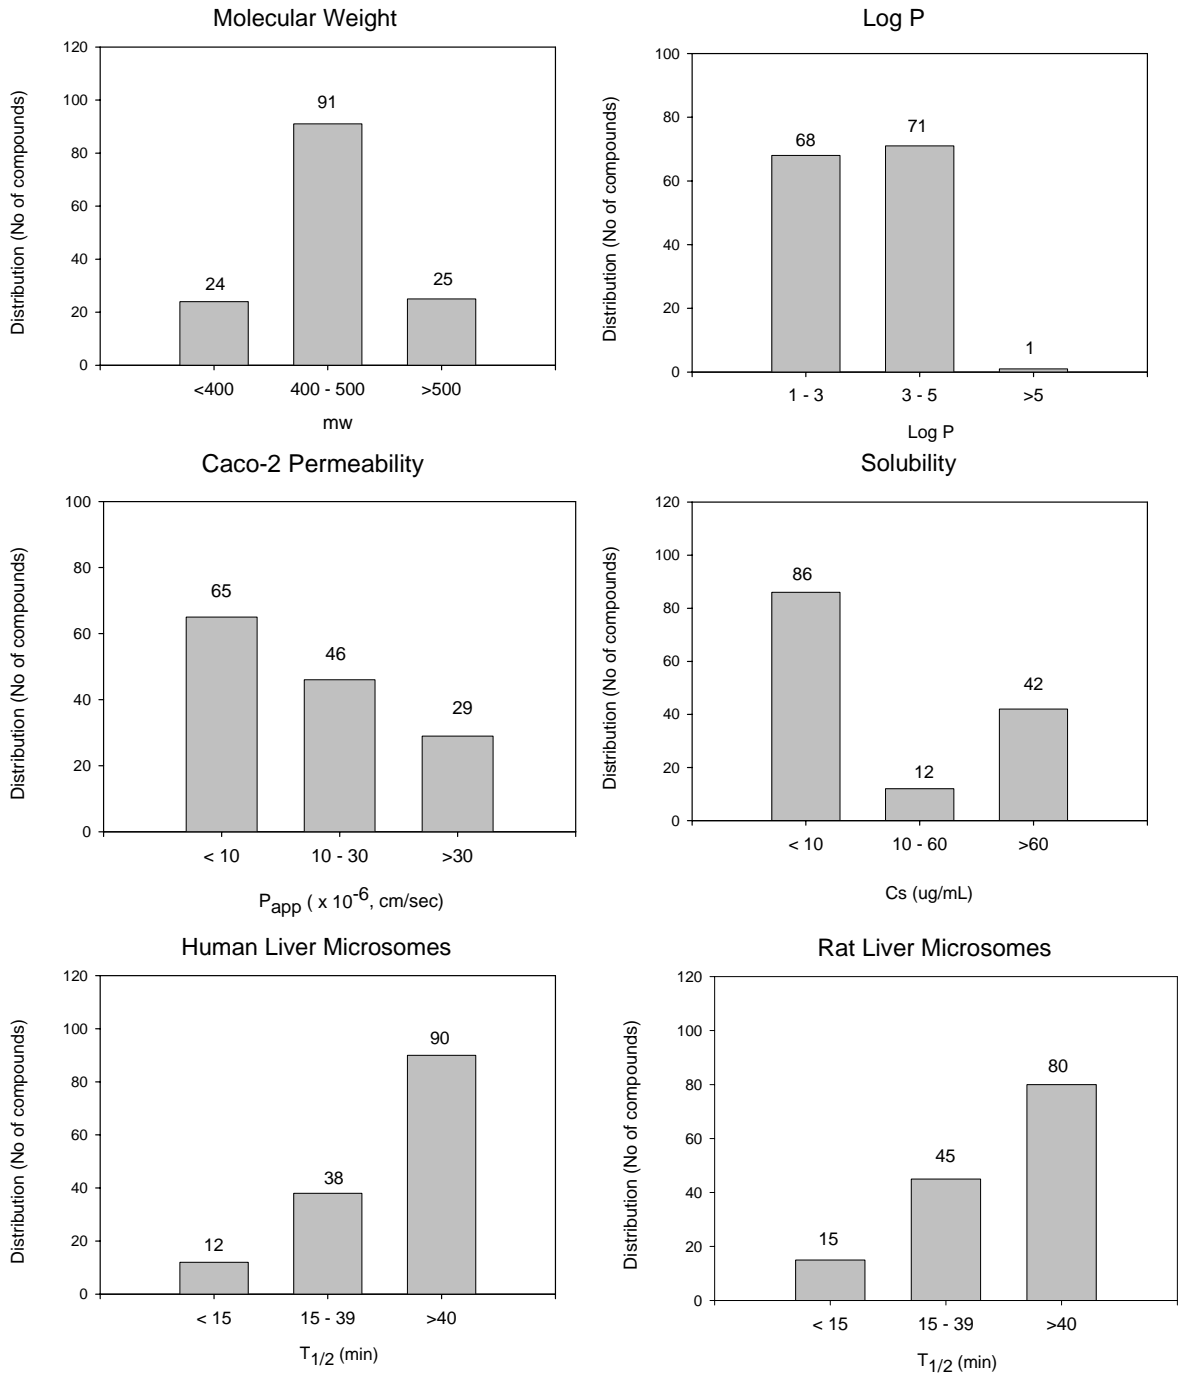 Molecular Weight
Distribution (No of compounds)
120
100
80
60
40
20
0
24
91
25
<400
400 - 500
>500
mw
Log P
Distribution (No of compounds)
100
80
60
40
20
0
68
71
1
1 - 3
3 - 5
>5
Log P
Caco-2 Permeability
Distribution (No of compounds)
100
80
60
40
20
0
65
46
29
< 10
10 - 30
>30
Papp ( x 10-6, cm/sec)
Solubility
Distribution (No of compounds)
120
100
80
60
40
20
0
86
12
42
< 10
10 - 60
>60
Cs (ug/mL)
Human Liver Microsomes
Distribution (No of compounds)
120
100
80
60
40
20
0
12
38
90
< 15
15 - 39
>40
T1/2 (min)
Rat Liver Microsomes
Distribution (No of compounds)
120
100
80
60
40
20
0
15
45
80
< 15
15 - 39
>40
T1/2 (min)